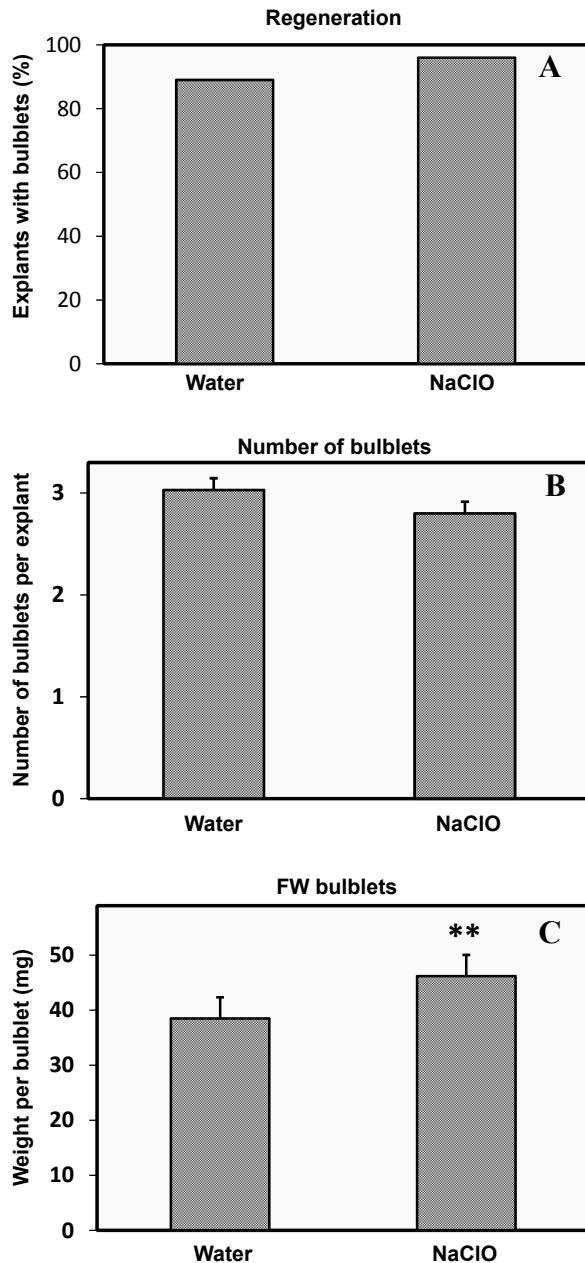 Regeneration
A
Explants with bulblets (%)
100
80
60
40
20
0
Water NaClO
Number of bulblets
B
Number of bulblets per explant
3
2
1
0
Water NaClO
FW bulblets
** C
Weight per bulblet (mg)
50
40
30
20
10
0
Water NaClO